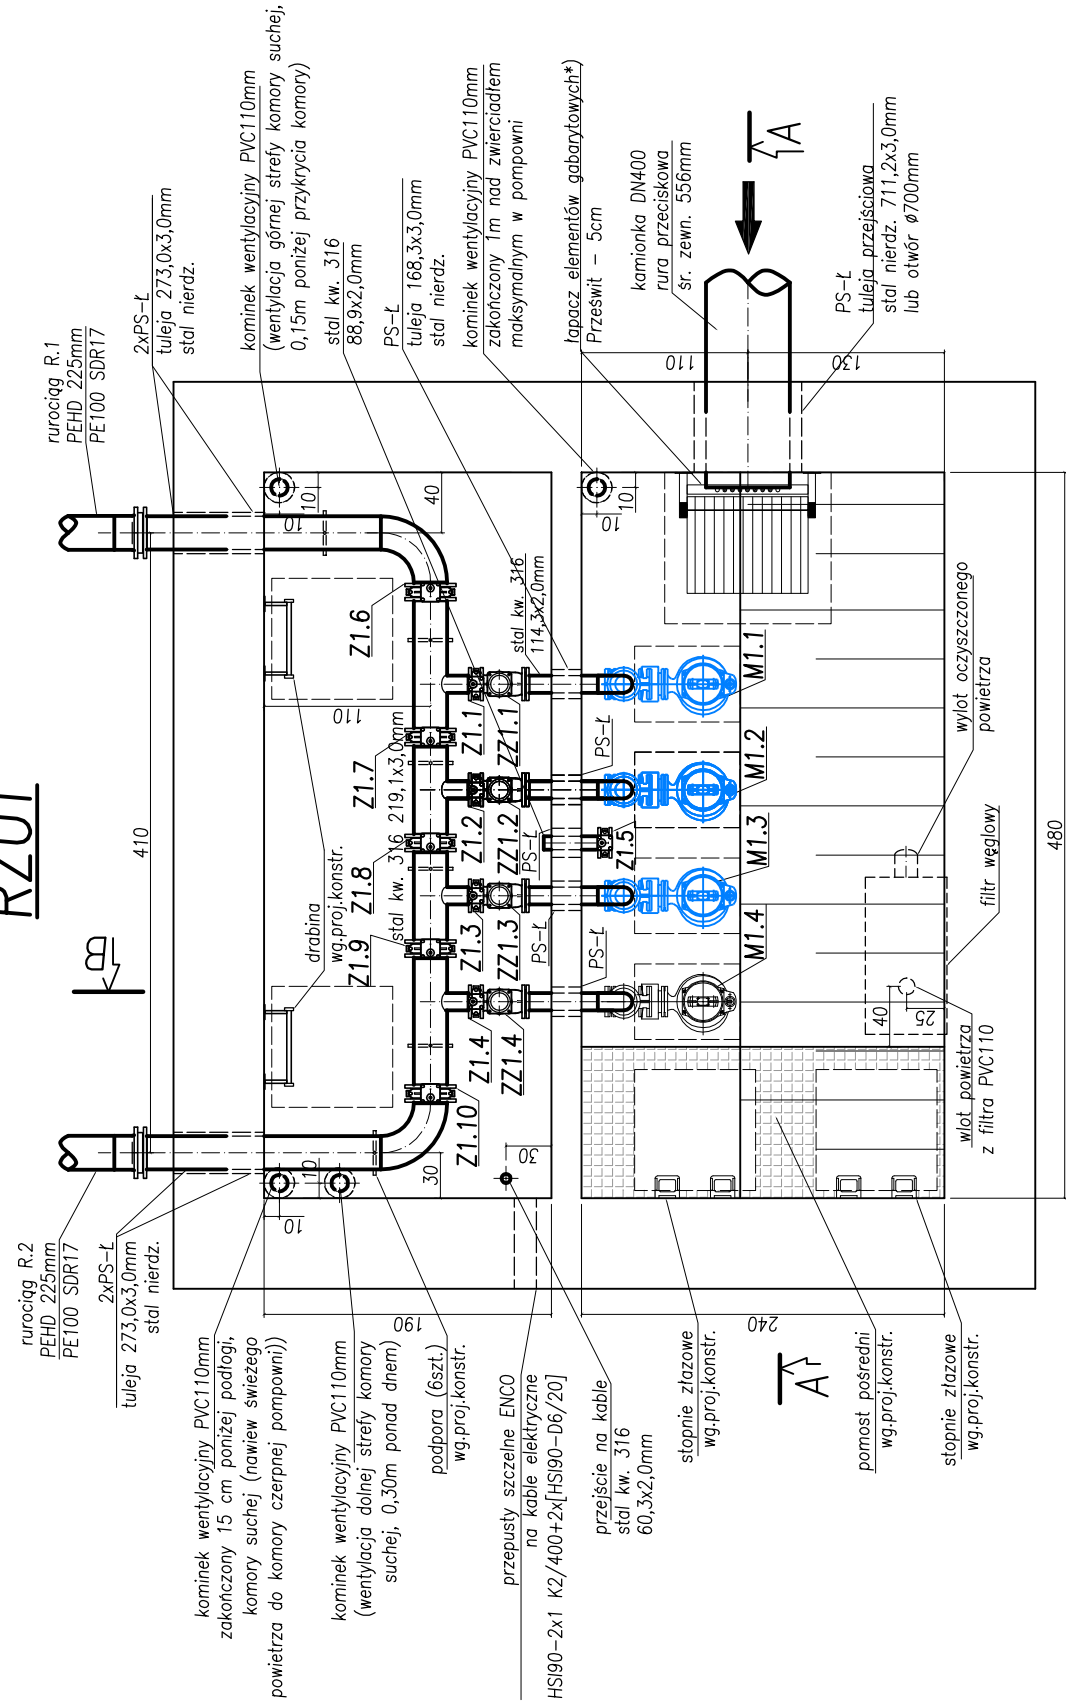 RZUT
rurociąg R.1
PEHD 225mm
PE100 SDR17
2xPS-Ł
tuleja 273,0x3,0mm
stal nierdz.
kominek wentylacyjny PVC110mm
(wentylacja górnej strefy komory suchej,
0,15m poniżej przykrycia komory)
stal kw. 316
88,9x2,0mm
PS-Ł
tuleja 168,3x3,0mm
stal nierdz.
kominek wentylacyjny PVC110mm
zakończony 1m nad zwierciadłem
maksymalnym w pompowni
łapacz elementów gabarytowych*)
Prześwit - 5cm
kamionka DN400
rura przeciskowa
śr. zewn. 556mm
A
PS-Ł
tuleja przejściowa
stal nierdz. 711,2x3,0mm
lub otwór ø700mm
110
130
410
10
10
40
10
10
110
Z1.6
Z1.7
Z1.8
Z1.9
Z1.10
stal kw. 316 219,1x3,0mm
stal kw. 316
114,3x2,0mm
drabina
wg.proj.konstr.
1B
Z1.1
ZZ1.1
Z1.2
ZZ1.2
Z1.3
ZZ1.3
Z1.4
ZZ1.4
Z1.5
PS-Ł
PS-Ł
PS-Ł
PS-Ł
M1.1
M1.2
M1.3
M1.4
wylot oczyszczonego
powietrza
filtr węglowy
480
40
25
wlot powietrza
z filtra PVC110
10
10
30
30
190
240
rurociąg R.2
PEHD 225mm
PE100 SDR17
2xPS-Ł
tuleja 273,0x3,0mm
stal nierdz.
kominek wentylacyjny PVC110mm
zakończony 15 cm poniżej podłogi,
komory suchej (nawiew świeżego
powietrza do komory czerpnej pompowni))
kominek wentylacyjny PVC110mm
(wentylacja dolnej strefy komory
suchej, 0,30m ponad dnem)
podpora (6szt.)
wg.proj.konstr.
przepusty szczelne ENCO
na kable elektryczne
HSI90-2x1 K2/400+2x[HSI90-D6/20]
przejście na kable
stal kw. 316
60,3x2,0mm
stopnie złazowe
wg.proj.konstr.
A
pomost pośredni
wg.proj.konstr.
stopnie złazowe
wg.proj.konstr.